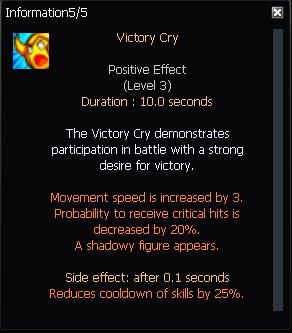 Information5/5
Victory Cry
Positive Effect
(Level 3)
Duration : 10.0 seconds
The Victory Cry demonstrates
participation in battle with a strong
desire for victory.
Movement speed is increased by 3.
Probability to receive critical hits is
decreased by 20%.
A shadowy figure appears.
Side effect: after 0.1 seconds
Reduces cooldown of skills by 25%.